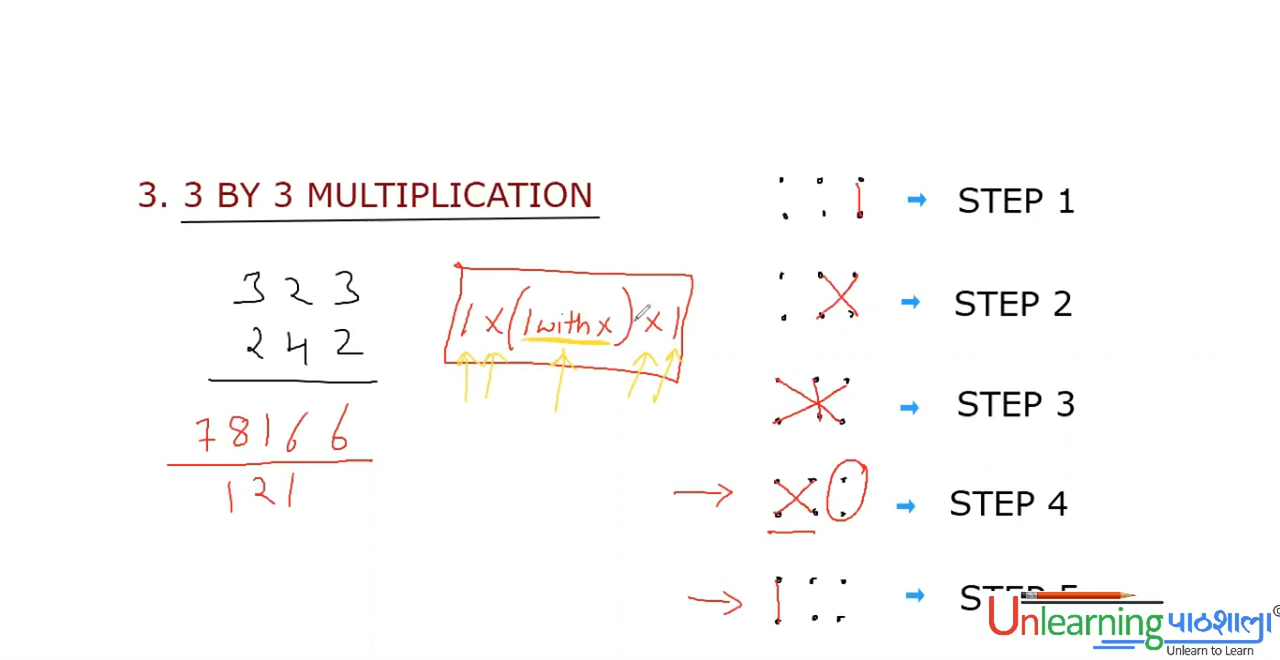 3. 3 BY 3 MULTIPLICATION
3 2 3
2 4 2
7 8 1 6 6
1 2 1
1 x (1 with x) x 1
STEP 1
STEP 2
STEP 3
STEP 4
Unlearning પાઠશાલા ©
Unlearn to Learn